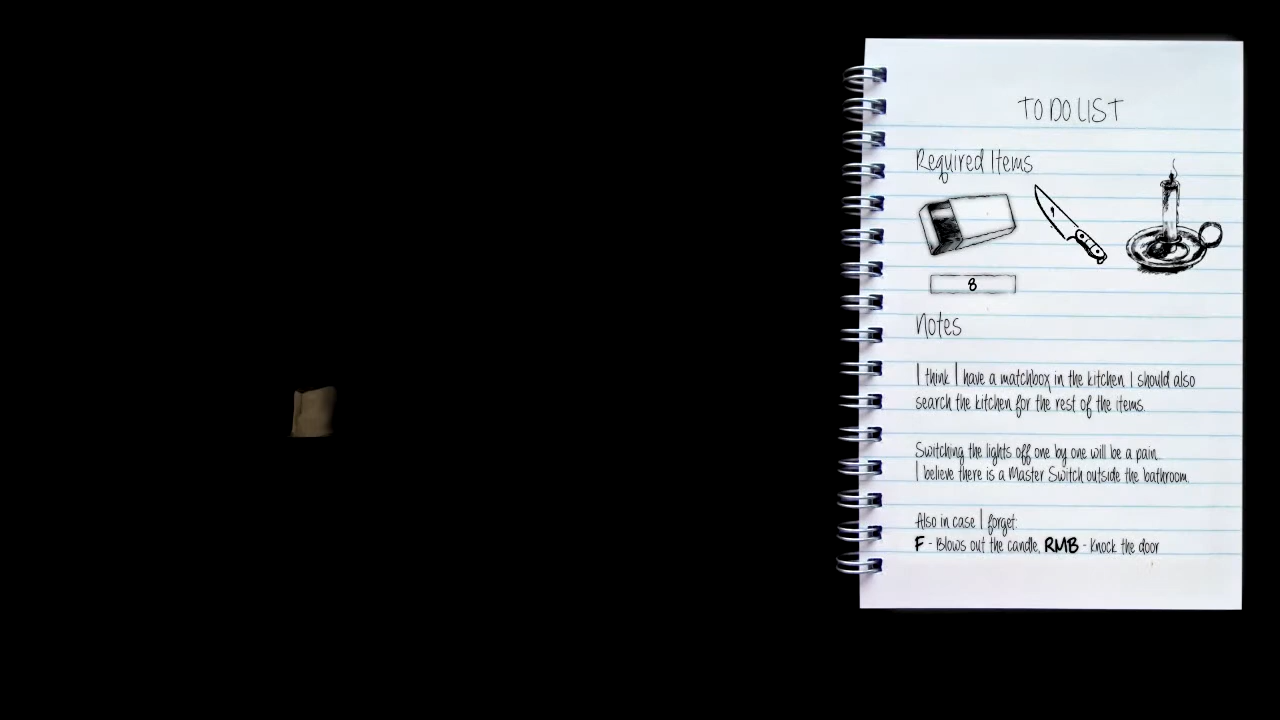 TO DO LIST
Required Items
8
Notes
I think I have a matchbox in the kitchen. I should also
search the kitchen for the rest of the items.
Switching the lights off one by one will be a pain.
I believe there is a Master Switch outside the bathroom.
Also in case I forget:
F - Blows out the candle, RMB - Knock the door